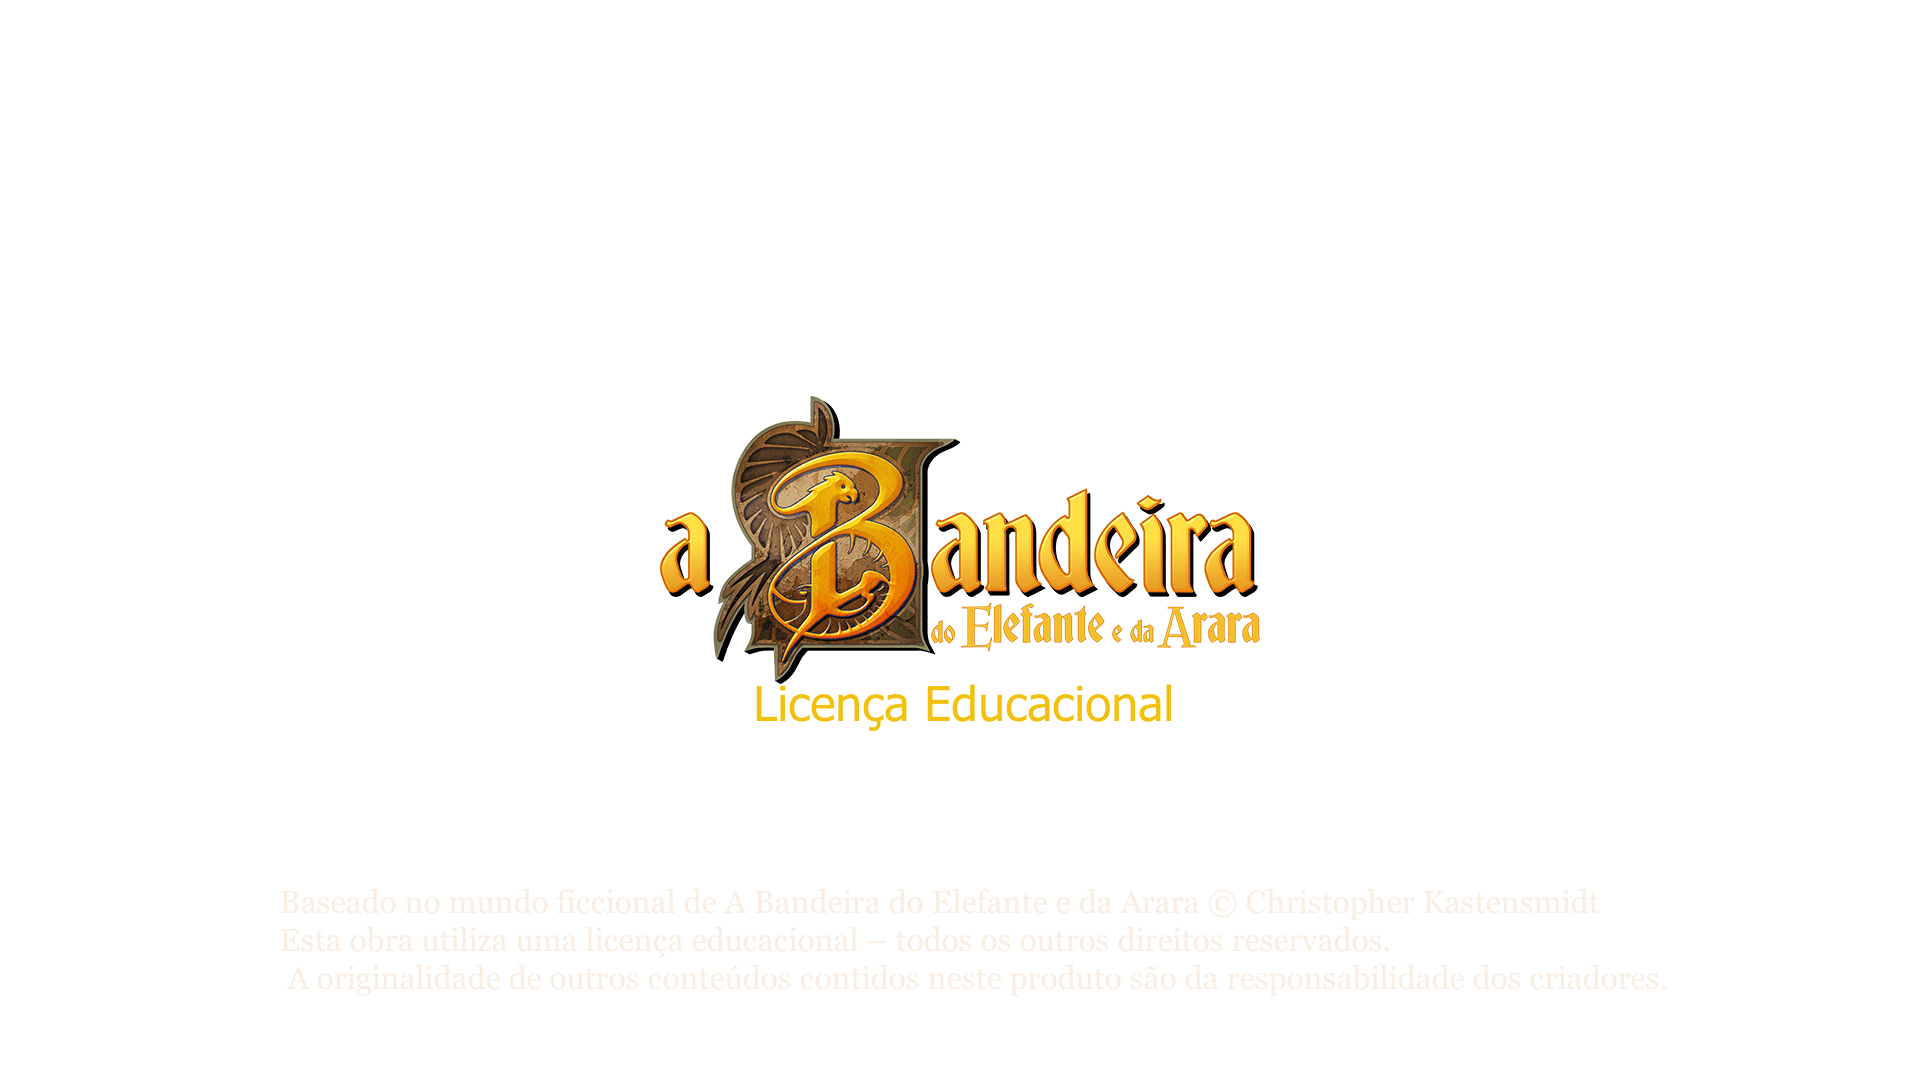 a Bandeira
do Elefante e da Arara
Licença Educacional
Baseado no mundo ficcional de A Bandeira do Elefante e da Arara © Christopher Kastensmidt
Esta obra utiliza uma licença educacional – todos os outros direitos reservados.
A originalidade de outros conteúdos contidos neste produto são da responsabilidade dos criadores.